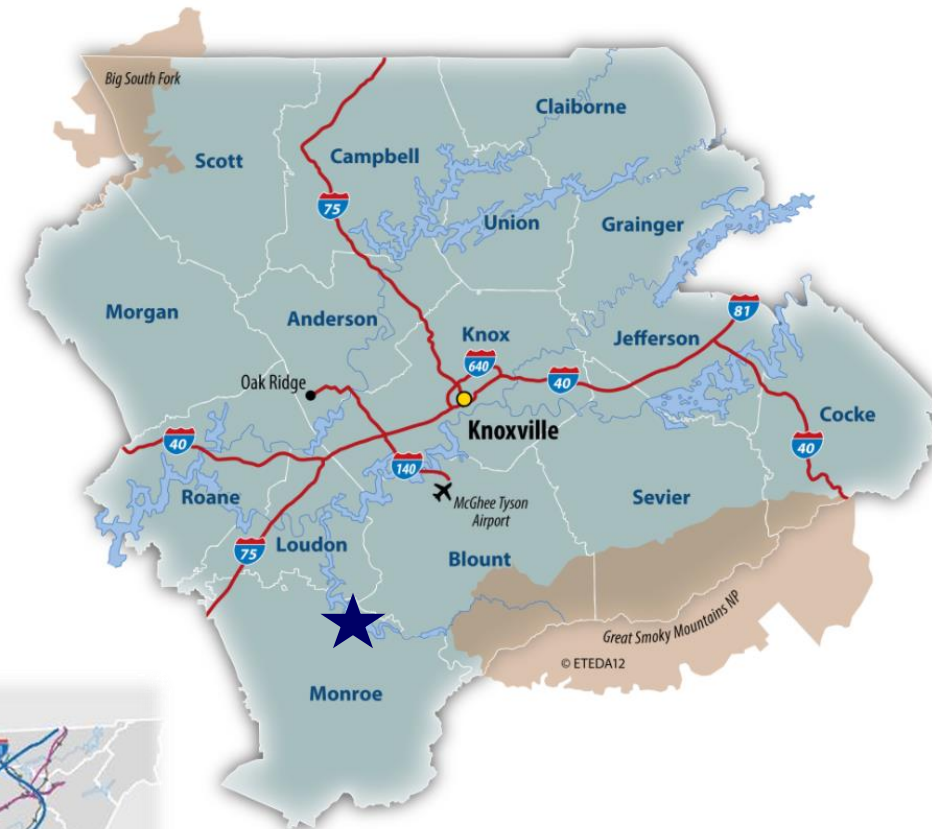 Big South Fork
Claiborne
Scott
Campbell
75
Union
Grainger
Morgan
Anderson
Knox
Jefferson
81
640
Oak Ridge
40
Knoxville
Cocke
40
140
40
McGhee Tyson
Airport
Roane
Sevier
75
Loudon
Blount
Great Smoky Mountains NP
© ETEDA12
Monroe